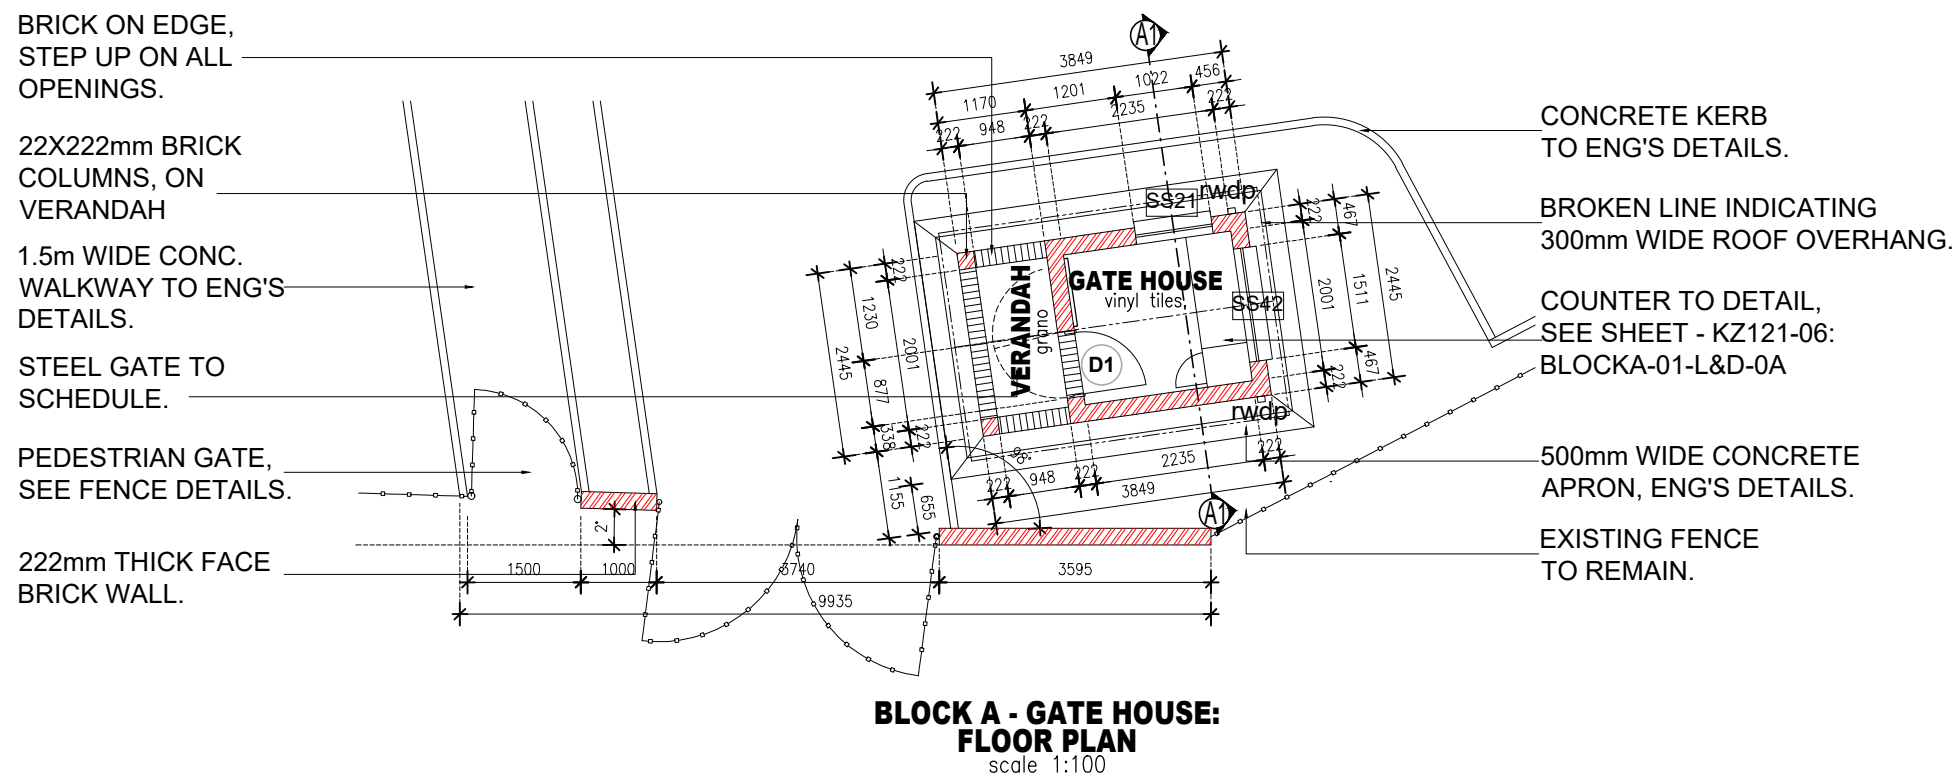 BRICK ON EDGE,
STEP UP ON ALL
OPENINGS.
22X222mm BRICK
COLUMNS, ON
VERANDAH
1.5m WIDE CONC.
WALKWAY TO ENG'S
DETAILS.
STEEL GATE TO
SCHEDULE.
PEDESTRIAN GATE,
SEE FENCE DETAILS.
222mm THICK FACE
BRICK WALL.
A1
3849
1170
1201
1022
456
222
948
222
2235
222
SS21
rwdp
GATE HOUSE
vinyl tiles
VERANDAH
grano
D1
SS42
rwdp
222
1230
2001
2445
877
338
222
1155
655
98°
222
467
2001
1511
2445
467
222
222
948
222
2235
222
3849
A1
2°
1500
1000
3740
3595
9935
CONCRETE KERB
TO ENG'S DETAILS.
BROKEN LINE INDICATING
300mm WIDE ROOF OVERHANG.
COUNTER TO DETAIL,
SEE SHEET - KZ121-06:
BLOCKA-01-L&D-0A
500mm WIDE CONCRETE
APRON, ENG'S DETAILS.
EXISTING FENCE
TO REMAIN.
BLOCK A - GATE HOUSE:
FLOOR PLAN
scale 1:100